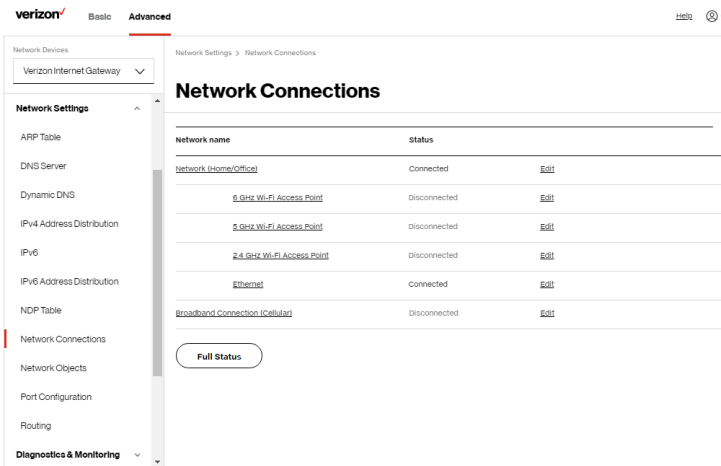 verizon
Basic
Advanced
Help
Network Devices
Verizon Internet Gateway
Network Settings
ARP Table
DNS Server
Dynamic DNS
IPv4 Address Distribution
IPv6
IPv6 Address Distribution
NDP Table
Network Connections
Network Objects
Port Configuration
Routing
Diagnostics & Monitoring
Network Settings > Network Connections
Network Connections
Network name Status
Network (Home/Office) Connected Edit
6 GHz Wi-Fi Access Point Disconnected Edit
5 GHz Wi-Fi Access Point Disconnected Edit
2.4 GHz Wi-Fi Access Point Disconnected Edit
Ethernet Connected Edit
Broadband Connection (Cellular) Disconnected Edit
Full Status